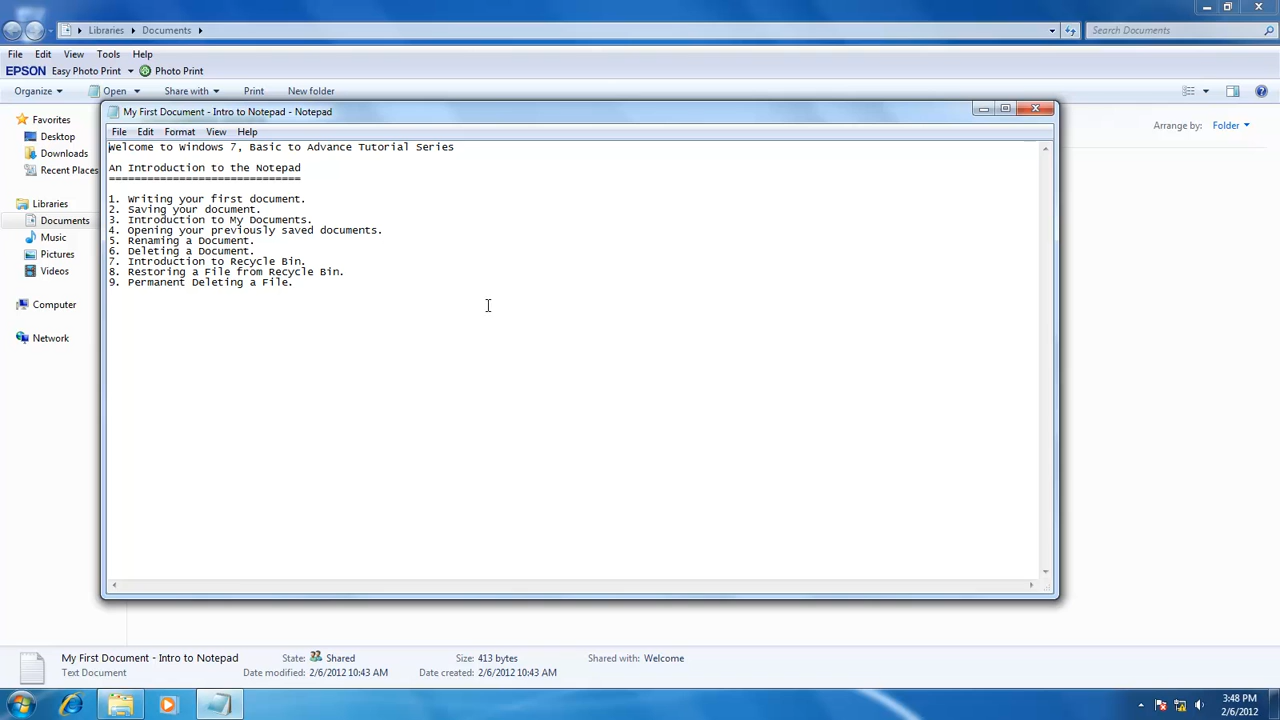 Libraries Documents
Search Documents
File Edit View Tools Help
EPSON Easy Photo Print Photo Print
Organize Open Share with Print New folder
Favorites
Desktop
Downloads
Recent Places
Libraries
Documents
Music
Pictures
Videos
Computer
Network
Arrange by: Folder
My First Document - Intro to Notepad - Notepad
File Edit Format View Help
Welcome to Windows 7, Basic to Advance Tutorial Series
An Introduction to the Notepad
==============================
1. Writing your first document.
2. Saving your document.
3. Introduction to My Documents.
4. Opening your previously saved documents.
5. Renaming a Document.
6. Deleting a Document.
7. Introduction to Recycle Bin.
8. Restoring a File from Recycle Bin.
9. Permanent Deleting a File.
My First Document - Intro to Notepad State: Shared Size: 413 bytes Shared with: Welcome
Text Document Date modified: 2/6/2012 10:43 AM Date created: 2/6/2012 10:43 AM
3:48 PM
2/6/2012